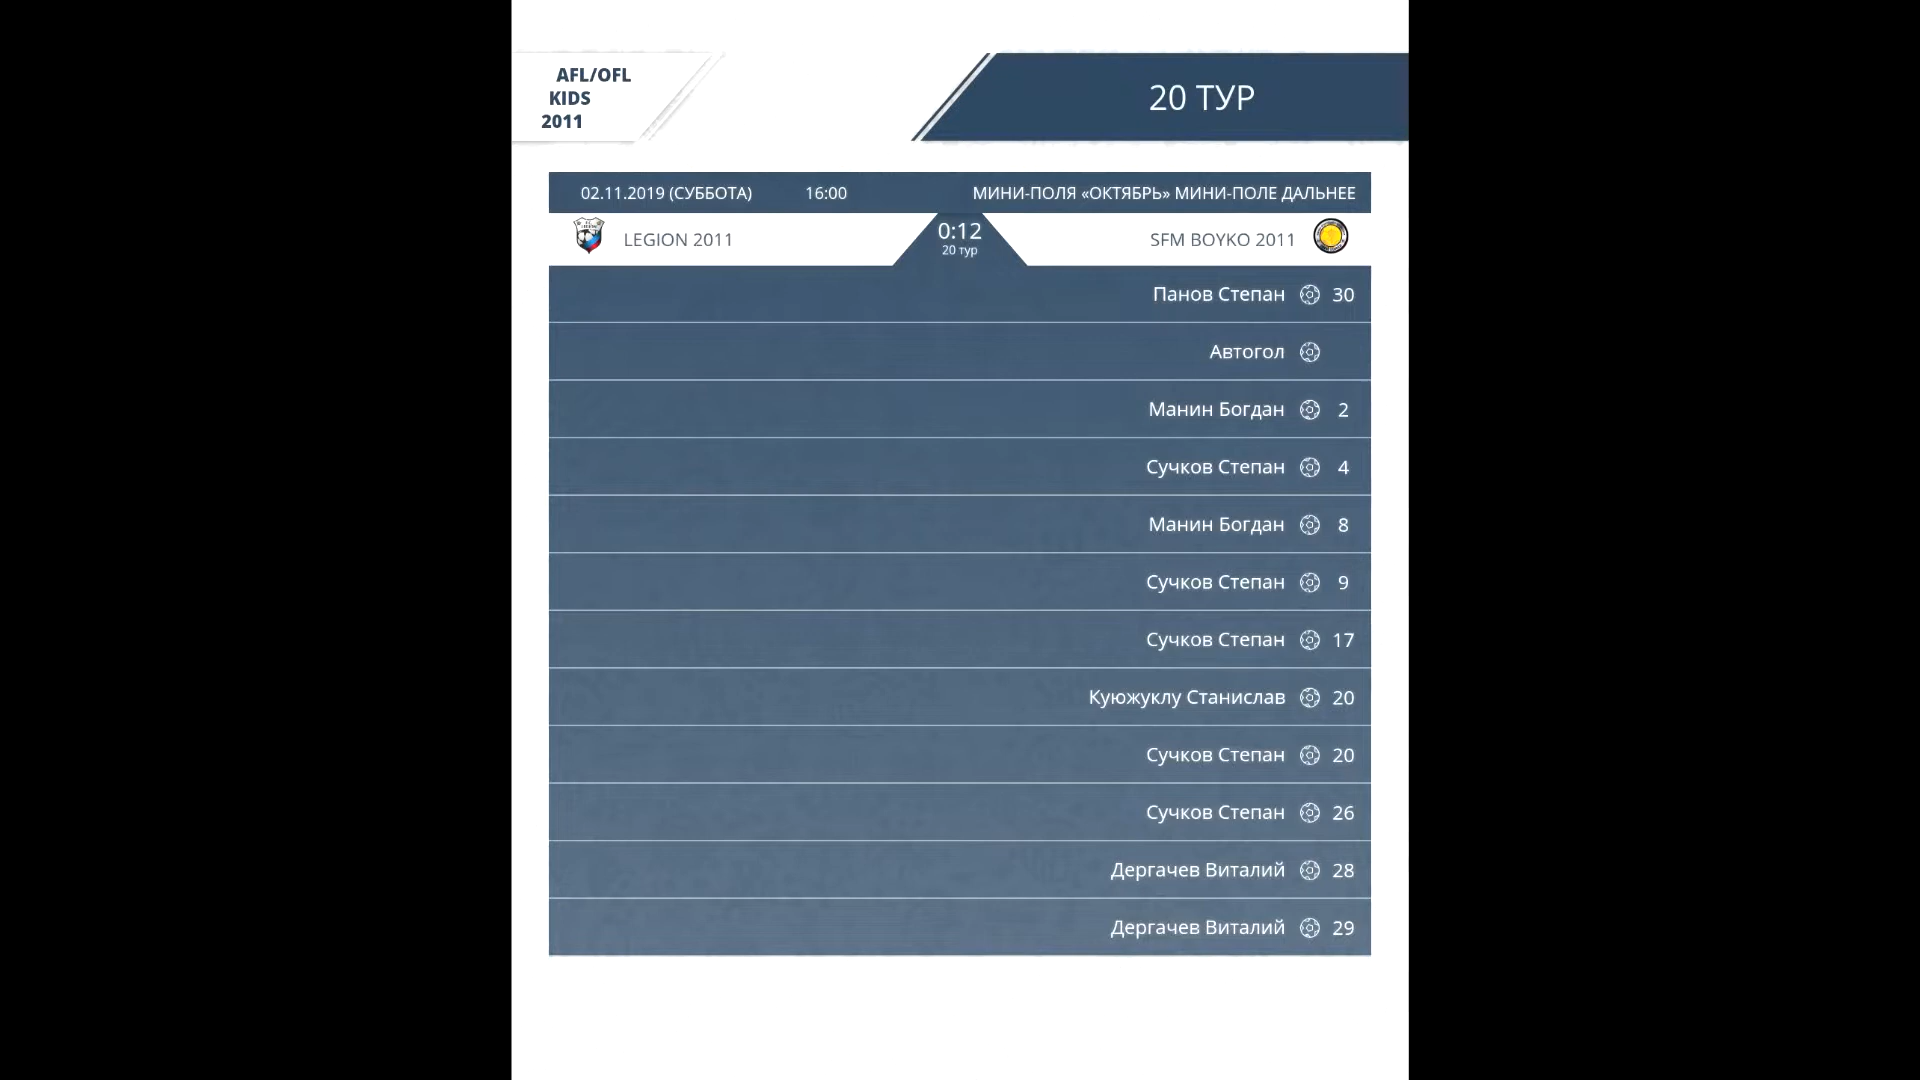 AFL/OFL
KIDS
2011
20 ТУР
02.11.2019 (СУББОТА) 16:00 МИНИ-ПОЛЯ «ОКТЯБРЬ» МИНИ-ПОЛЕ ДАЛЬНЕЕ
LEGION 2011 0:12 SFM BOYKO 2011
20 тур
Панов Степан 30
Автогол
Манин Богдан 2
Сучков Степан 4
Манин Богдан 8
Сучков Степан 9
Сучков Степан 17
Куюжуклу Станислав 20
Сучков Степан 20
Сучков Степан 26
Дергачев Виталий 28
Дергачев Виталий 29